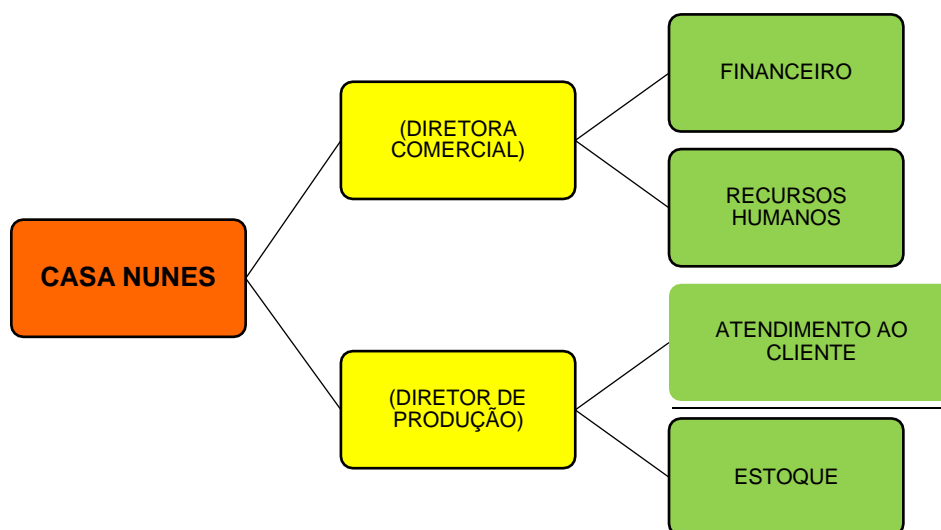 CASA NUNES
(DIRETORA
COMERCIAL)
FINANCEIRO
RECURSOS
HUMANOS
(DIRETOR DE
PRODUÇÃO)
ATENDIMENTO AO
CLIENTE
ESTOQUE